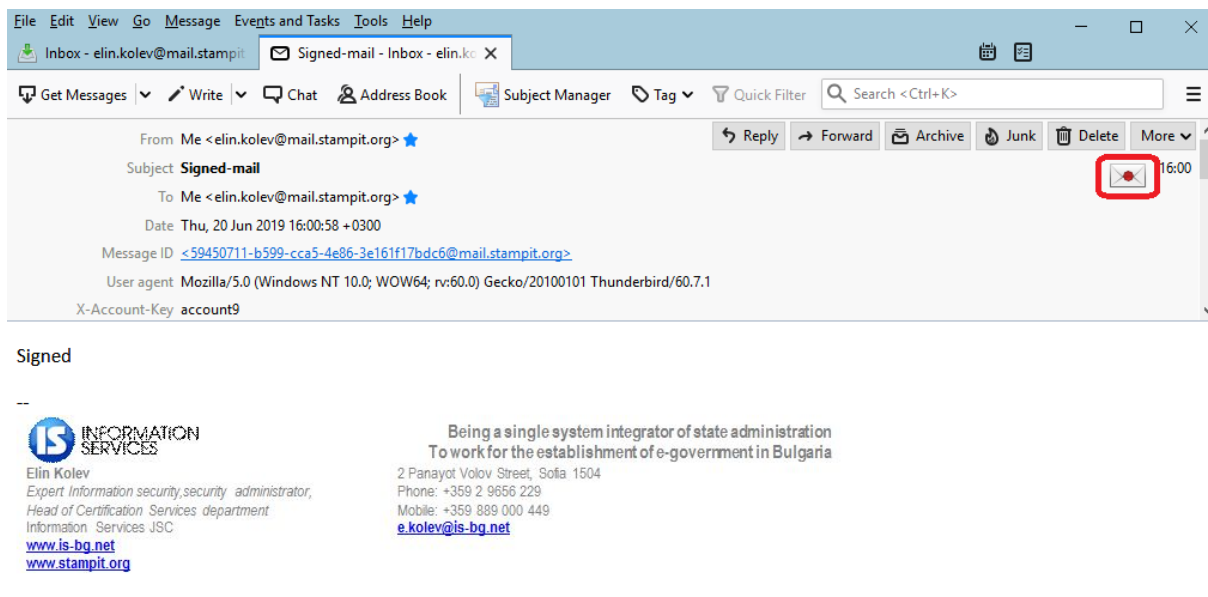 File Edit View Go Message Events and Tasks Tools Help
Inbox - elin.kolev@mail.stampit Signed-mail - Inbox - elin.kc
Get Messages Write Chat Address Book Subject Manager Tag Quick Filter Search <Ctrl+K>
From Me <elin.kolev@mail.stampit.org> Reply Forward Archive Junk Delete More
Subject Signed-mail 16:00
To Me <elin.kolev@mail.stampit.org>
Date Thu, 20 Jun 2019 16:00:58 +0300
Message ID <59450711-b599-cca5-4e86-3e161f17bdc6@mail.stampit.org>
User agent Mozilla/5.0 (Windows NT 10.0; WOW64; rv:60.0) Gecko/20100101 Thunderbird/60.7.1
X-Account-Key account9
Signed
--
IS INFORMATION
SERVICES
Elin Kolev
Expert Information security,security administrator,
Head of Certification Services department
Information Services JSC
www.is-bg.net
www.stampit.org
Being a single system integrator of state administration
To work for the establishment of e-government in Bulgaria
2 Panayot Volov Street, Sofia 1504
Phone: +359 2 9656 229
Mobile: +359 889 000 449
e.kolev@is-bg.net